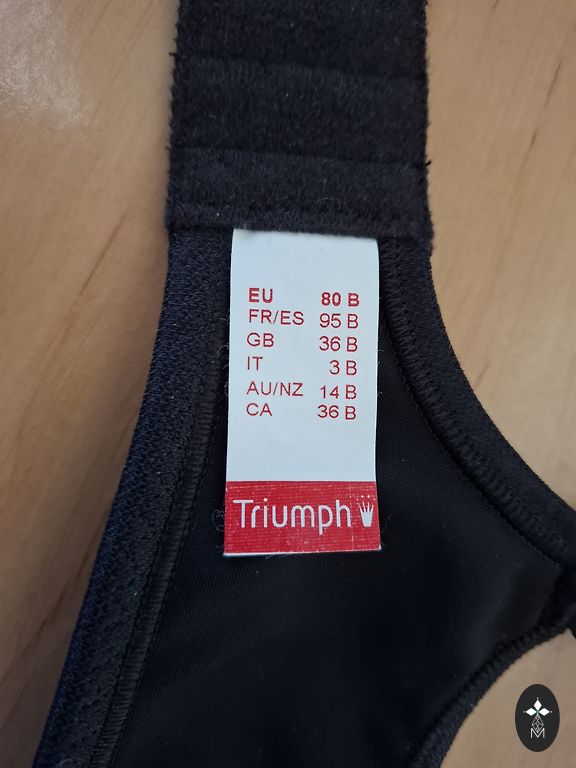 EU 80 B
FR/ES 95 B
GB 36 B
IT 3 B
AU/NZ 14 B
CA 36 B
Triumph
M